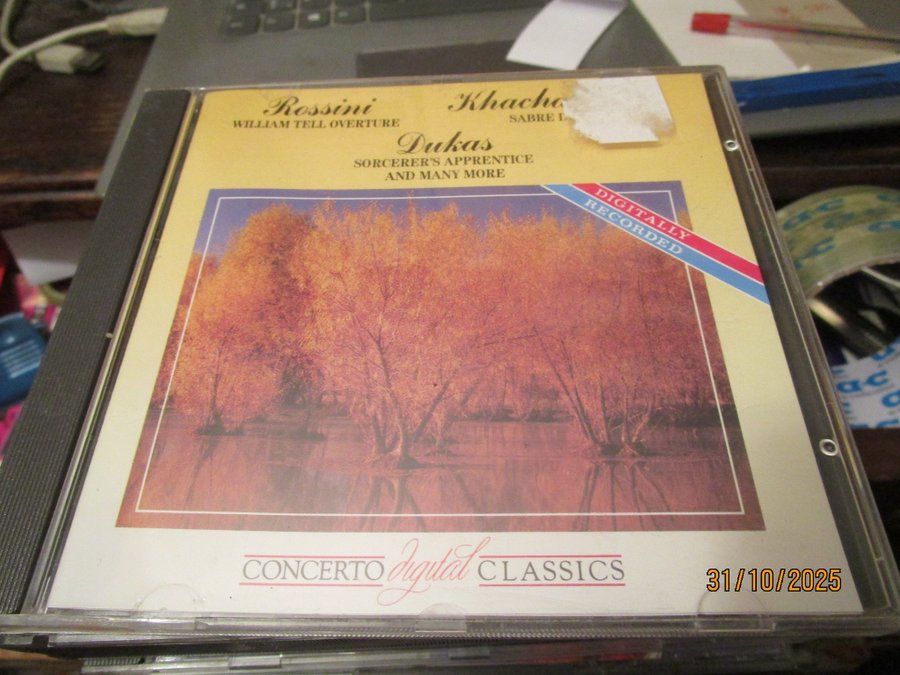 Rossini
WILLIAM TELL OVERTURE
Khacha
SABRE
Dukas
SORCERER'S APPRENTICE
AND MANY MORE
DIGITALLY
RECORDED
CONCERTO digital CLASSICS
31/10/2025